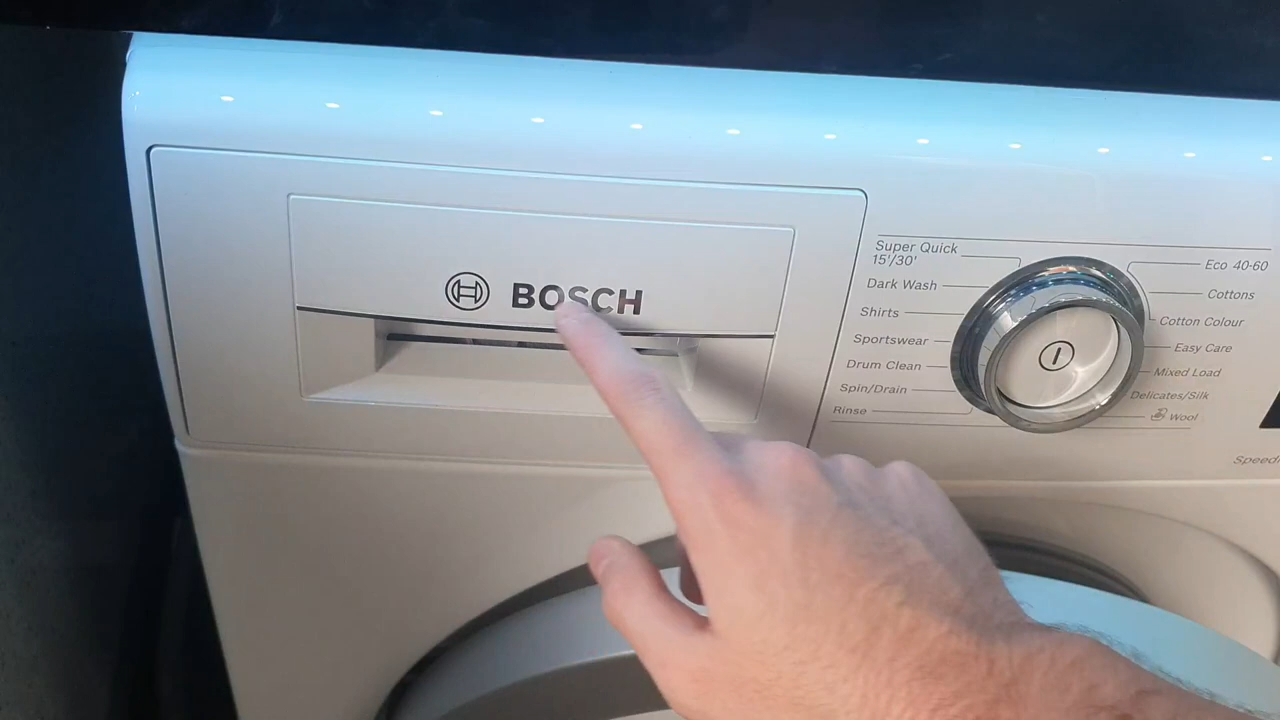 BOSCH
Super Quick
15'/30'
Dark Wash
Shirts
Sportswear
Drum Clean
Spin/Drain
Rinse
Eco 40-60
Cottons
Cotton Colour
Easy Care
Mixed Load
Delicates/Silk
Wool